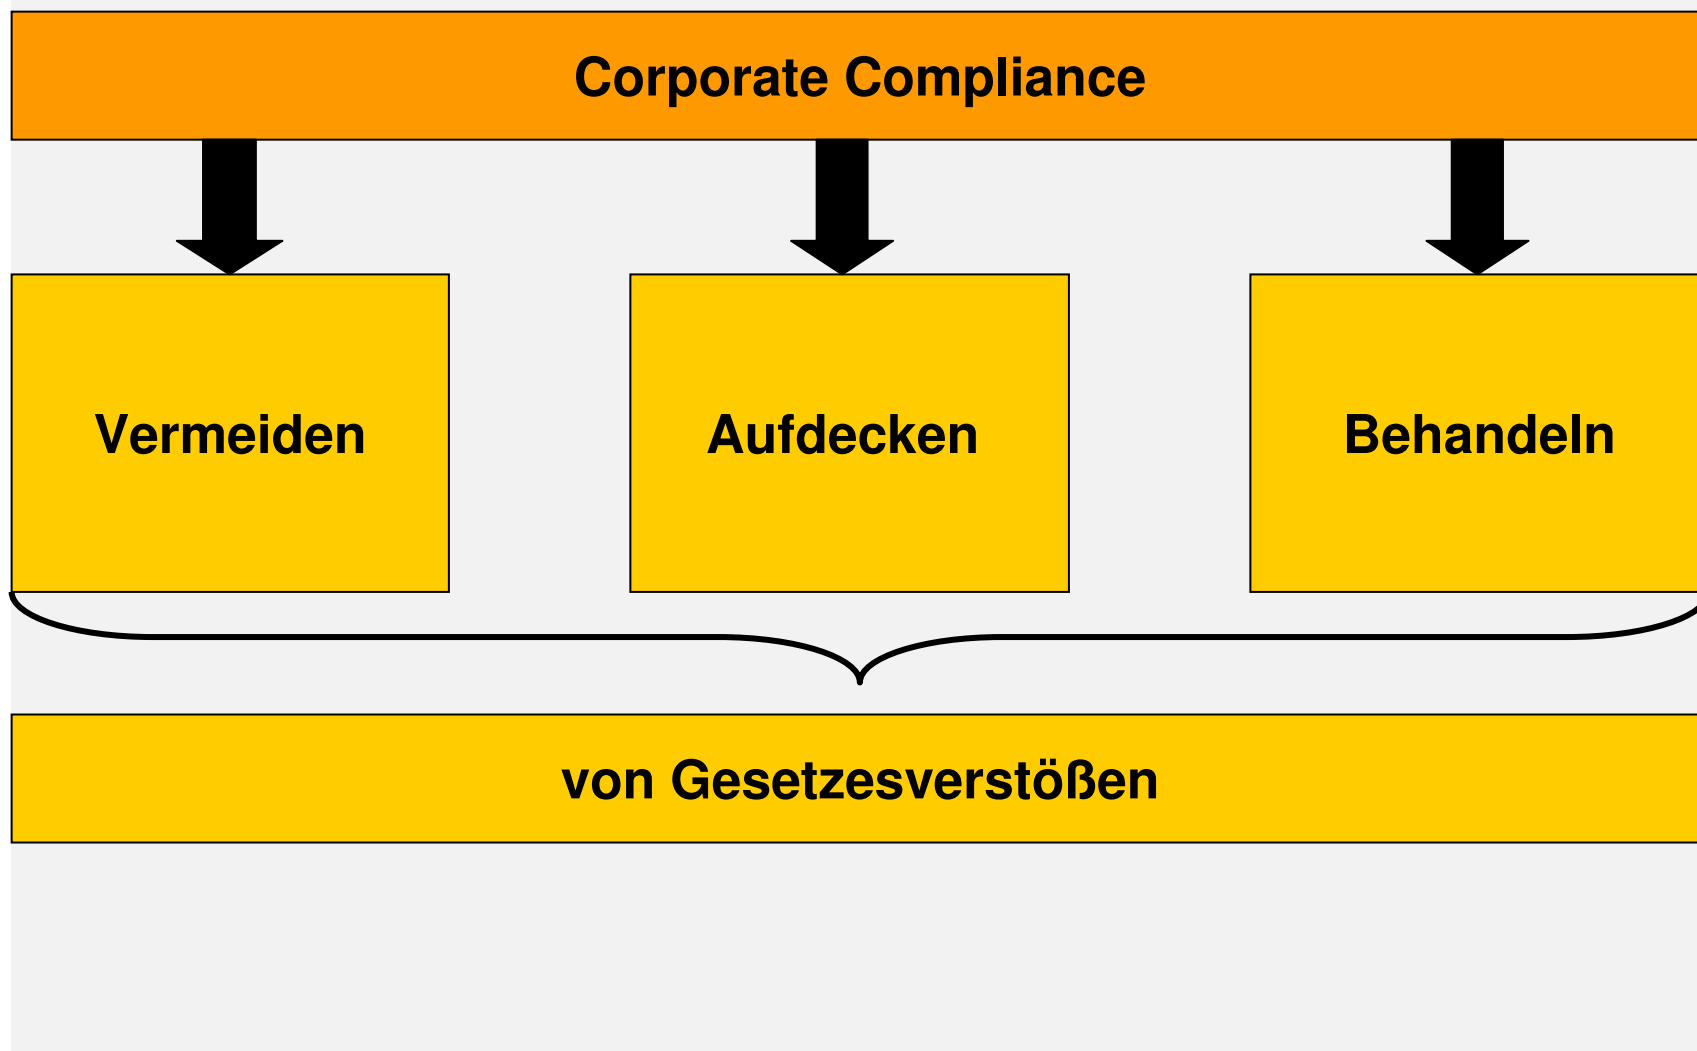 Corporate Compliance
Vermeiden
Aufdecken
Behandeln
von Gesetzesverstößen